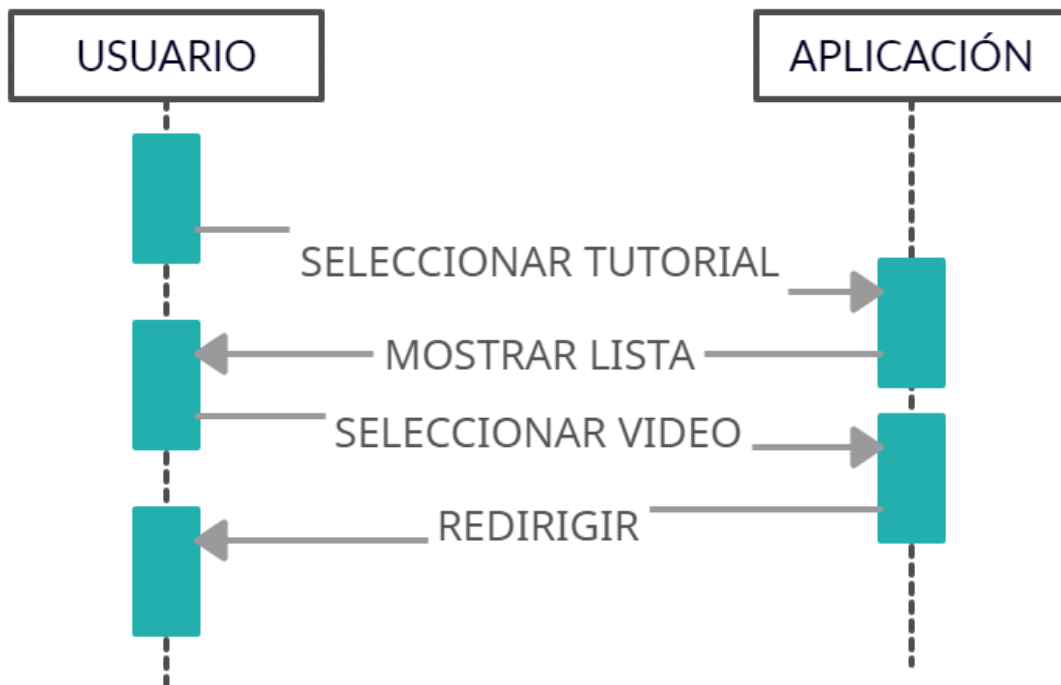 USUARIO
APLICACIÓN
SELECCIONAR TUTORIAL
MOSTRAR LISTA
SELECCIONAR VIDEO
REDIRIGIR